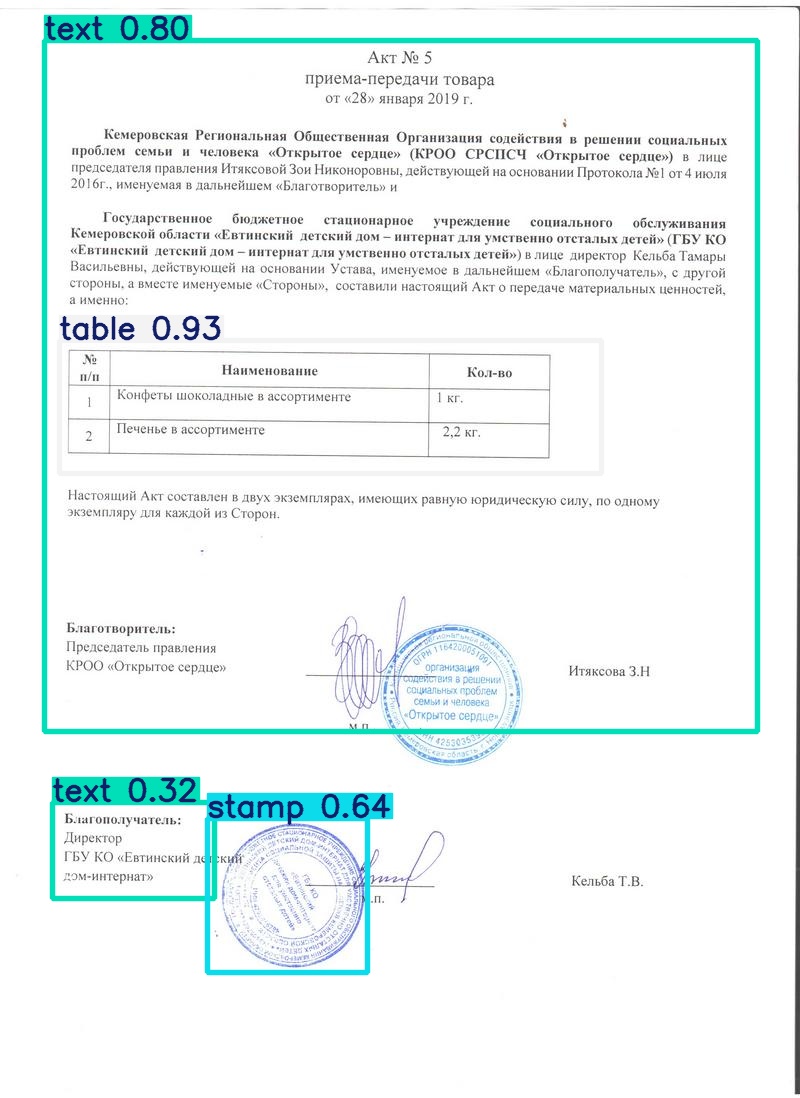 text 0.80
Акт № 5
приема-передачи товара
от «28» января 2019 г.
Кемеровская Региональная Общественная Организация содействия в решении социальных
проблем семьи и человека «Открытое сердце» (КРОО СРСПСЧ «Открытое сердце») в лице
председателя правления Итяксовой Зои Никоноровны, действующей на основании Протокола №1 от 4 июля
2016г., именуемая в дальнейшем «Благотворитель» и
Государственное бюджетное стационарное учреждение социального обслуживания
Кемеровской области «Евтинский детский дом – интернат для умственно отсталых детей» (ГБУ КО
«Евтинский детский дом – интернат для умственно отсталых детей») в лице директор Кельба Тамары
Васильевны, действующей на основании Устава, именуемое в дальнейшем «Благополучатель», с другой
стороны, а вместе именуемые «Стороны», составили настоящий Акт о передаче материальных ценностей,
а именно:
table 0.93
№ п/п Наименование Кол-во
1 Конфеты шоколадные в ассортименте 1 кг.
2 Печенье в ассортименте 2,2 кг.
Настоящий Акт составлен в двух экземплярах, имеющих равную юридическую силу, по одному
экземпляру для каждой из Сторон.
Благотворитель:
Председатель правления
КРОО «Открытое сердце»
Итяксова З.Н
ОГРН 1164200051091
организация
содействия в решении
социальных проблем
семьи и человека
«Открытое сердце»
м.п.
text 0.32
stamp 0.64
Благополучатель:
Директор
ГБУ КО «Евтинский детский
дом-интернат»
Кельба Т.В.
м.п.
ГБУ КО